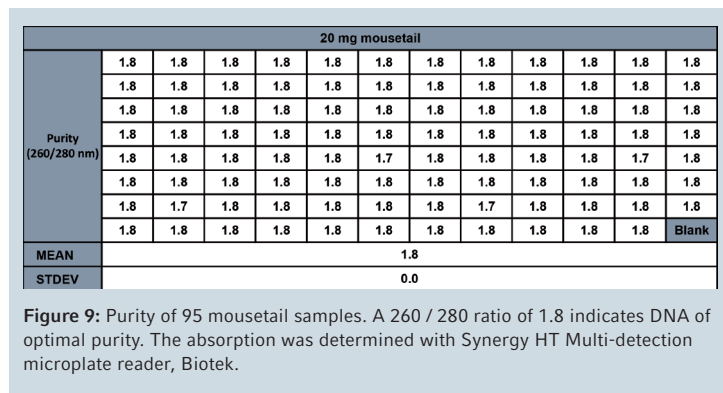 20 mg mousetail
1.8 1.8 1.8 1.8 1.8 1.8 1.8 1.8 1.8 1.8 1.8 1.8
1.8 1.8 1.8 1.8 1.8 1.8 1.8 1.8 1.8 1.8 1.8 1.8
1.8 1.8 1.8 1.8 1.8 1.8 1.8 1.8 1.8 1.8 1.8 1.8
Purity
(260/280 nm)
1.8 1.8 1.8 1.8 1.8 1.8 1.8 1.8 1.8 1.8 1.8 1.8
1.8 1.8 1.8 1.8 1.8 1.7 1.8 1.8 1.8 1.8 1.7 1.8
1.8 1.8 1.8 1.8 1.8 1.8 1.8 1.8 1.8 1.8 1.8 1.8
1.8 1.7 1.8 1.8 1.8 1.8 1.8 1.7 1.8 1.8 1.8 1.8
1.8 1.8 1.8 1.8 1.8 1.8 1.8 1.8 1.8 1.8 1.8 Blank
MEAN 1.8
STDEV 0.0
Figure 9: Purity of 95 mousetail samples. A 260 / 280 ratio of 1.8 indicates DNA of
optimal purity. The absorption was determined with Synergy HT Multi-detection
microplate reader, Biotek.